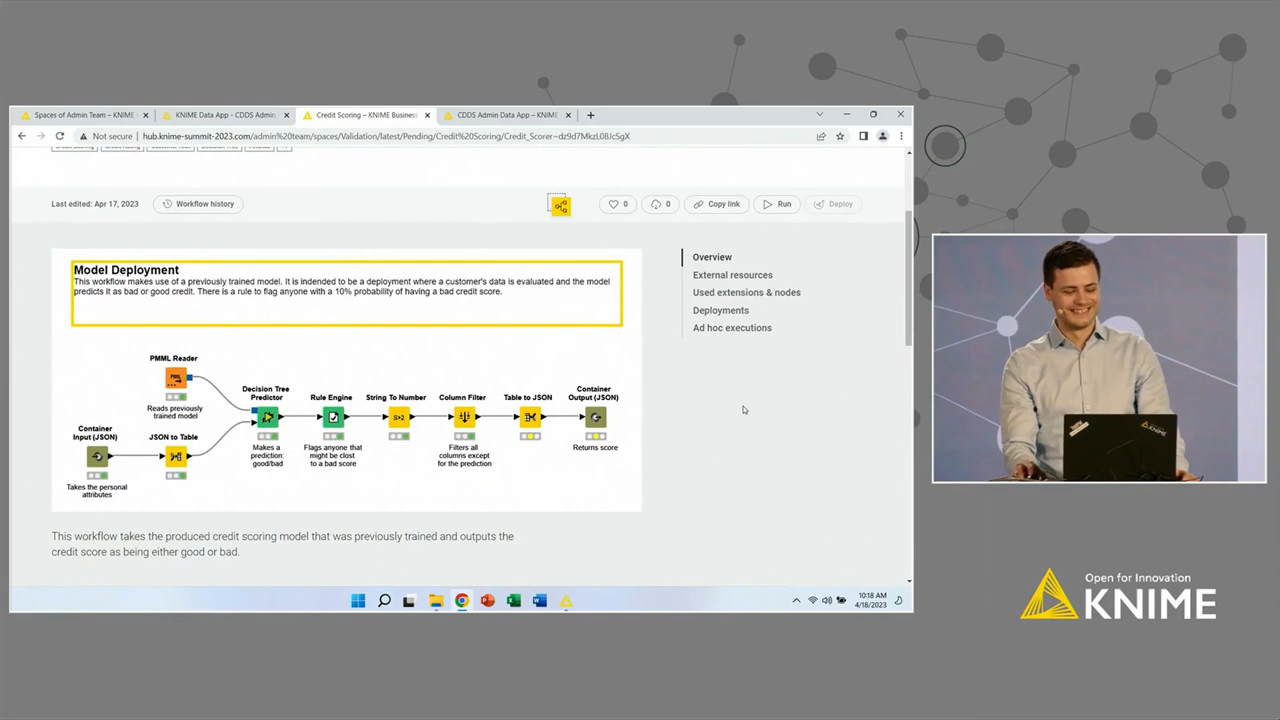 Spaces of Admin Team – KNIME
KNIME Data App - CDDS Admin
Credit Scoring – KNIME Business
CDDS Admin Data App – KNIME
Not secure
hub.knime-summit-2023.com/admin%20team/spaces/Validation/latest/Pending/Credit%20Scoring/Credit_Scorer~dz9d7MkzL08JcSgX
Last edited: Apr 17, 2023
Workflow history
0
0
Copy link
Run
Deploy
Model Deployment
This workflow makes use of a previously trained model. It is indended to be a deployment where a customer's data is evaluated and the model
predicts it as bad or good credit. There is a rule to flag anyone with a 10% probability of having a bad credit score.
Overview
External resources
Used extensions & nodes
Deployments
Ad hoc executions
PMML Reader
PMML
Reads previously
trained model
Container
Input (JSON)
Takes the personal
attributes
JSON to Table
Decision Tree
Predictor
Makes a
prediction:
good/bad
Rule Engine
Flags anyone that
might be clost
to a bad score
String To Number
S>2
Column Filter
Filters all
columns except
for the prediction
Table to JSON
Container
Output (JSON)
Returns score
This workflow takes the produced credit scoring model that was previously trained and outputs the
credit score as being either good or bad.
10:18 AM
4/18/2023
KNIME
Open for Innovation
KNIME